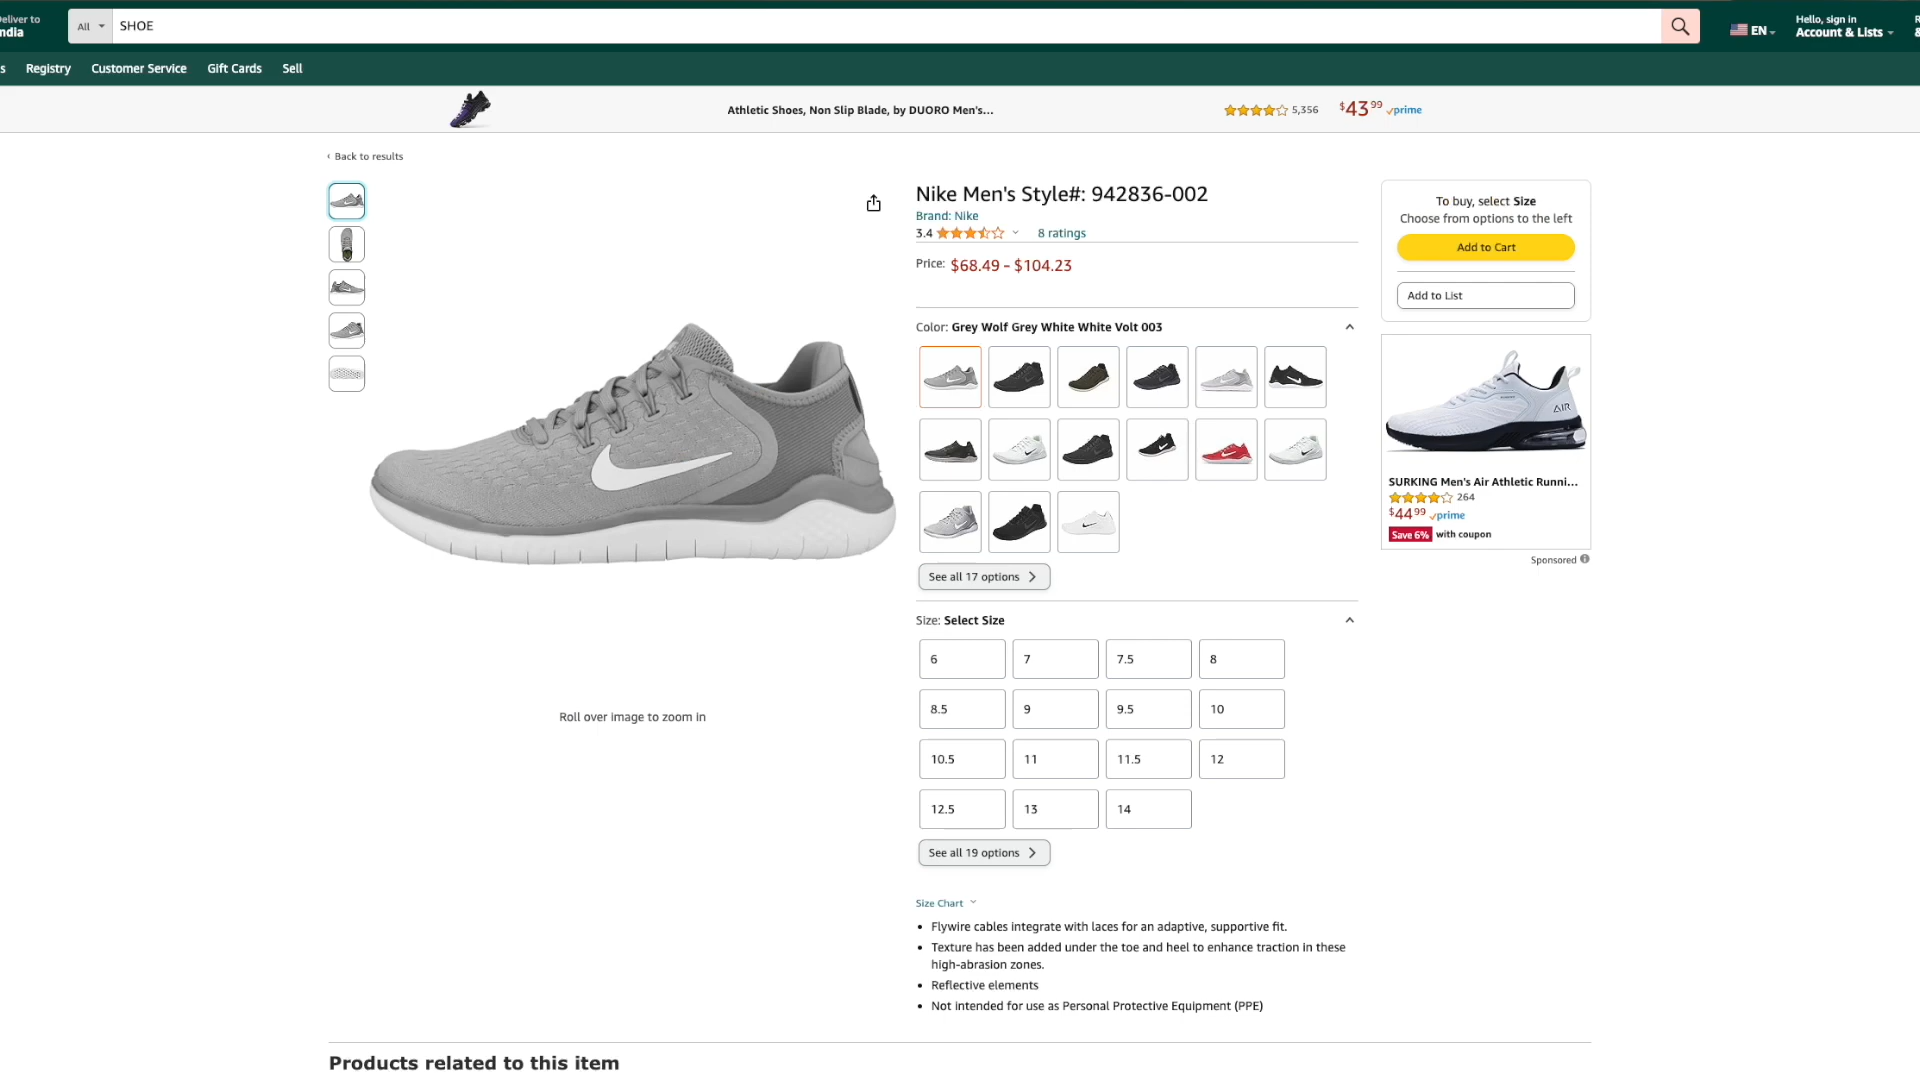 Deliver to
India
All
SHOE
EN
Hello, sign in
Account & Lists
Registry
Customer Service
Gift Cards
Sell
Athletic Shoes, Non Slip Blade, by DUORO Men's...
5,356
$43 99
prime
‹ Back to results
Nike Men's Style#: 942836-002
Brand: Nike
3.4
8 ratings
Price: $68.49 - $104.23
Color: Grey Wolf Grey White White Volt 003
See all 17 options
Size: Select Size
6
7
7.5
8
8.5
9
9.5
10
10.5
11
11.5
12
12.5
13
14
See all 19 options
Size Chart
• Flywire cables integrate with laces for an adaptive, supportive fit.
• Texture has been added under the toe and heel to enhance traction in these
high-abrasion zones.
• Reflective elements
• Not intended for use as Personal Protective Equipment (PPE)
Roll over image to zoom in
To buy, select Size
Choose from options to the left
Add to Cart
Add to List
AIR
SURKING Men's Air Athletic Runni...
264
$44 99
prime
Save 6% with coupon
Sponsored
Products related to this item